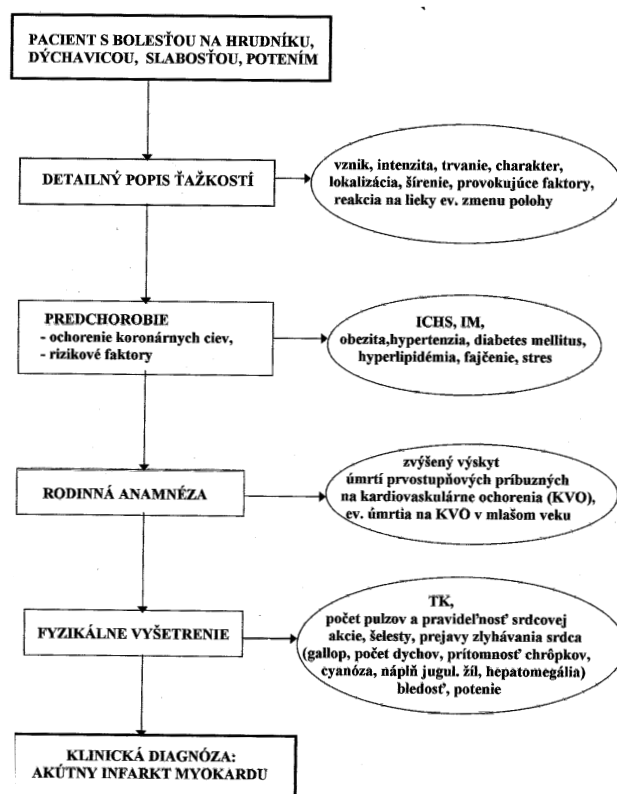 PACIENT S BOLESŤOU NA HRUDNÍKU,
DÝCHAVICOU, SLABOSŤOU, POTENÍM
DETAILNÝ POPIS ŤAŽKOSTÍ
vznik, intenzita, trvanie, charakter,
lokalizácia, šírenie, provokujúce faktory,
reakcia na lieky ev. zmenu polohy
PREDCHOROBIE
- ochorenie koronárnych ciev,
- rizikové faktory
ICHS, IM,
obezita,hypertenzia, diabetes mellitus,
hyperlipidémia, fajčenie, stres
RODINNÁ ANAMNÉZA
zvýšený výskyt
úmrtí prvostupňových príbuzných
na kardiovaskulárne ochorenia (KVO),
ev. úmrtia na KVO v mlašom veku
FYZIKÁLNE VYŠETRENIE
TK,
počet pulzov a pravideľnosť srdcovej
akcie, šelesty, prejavy zlyhávania srdca
(gallop, počet dychov, prítomnosť chrôpkov,
cyanóza, náplň jugul. žíl, hepatomegália)
bledosť, potenie
KLINICKÁ DIAGNÓZA:
AKÚTNY INFARKT MYOKARDU